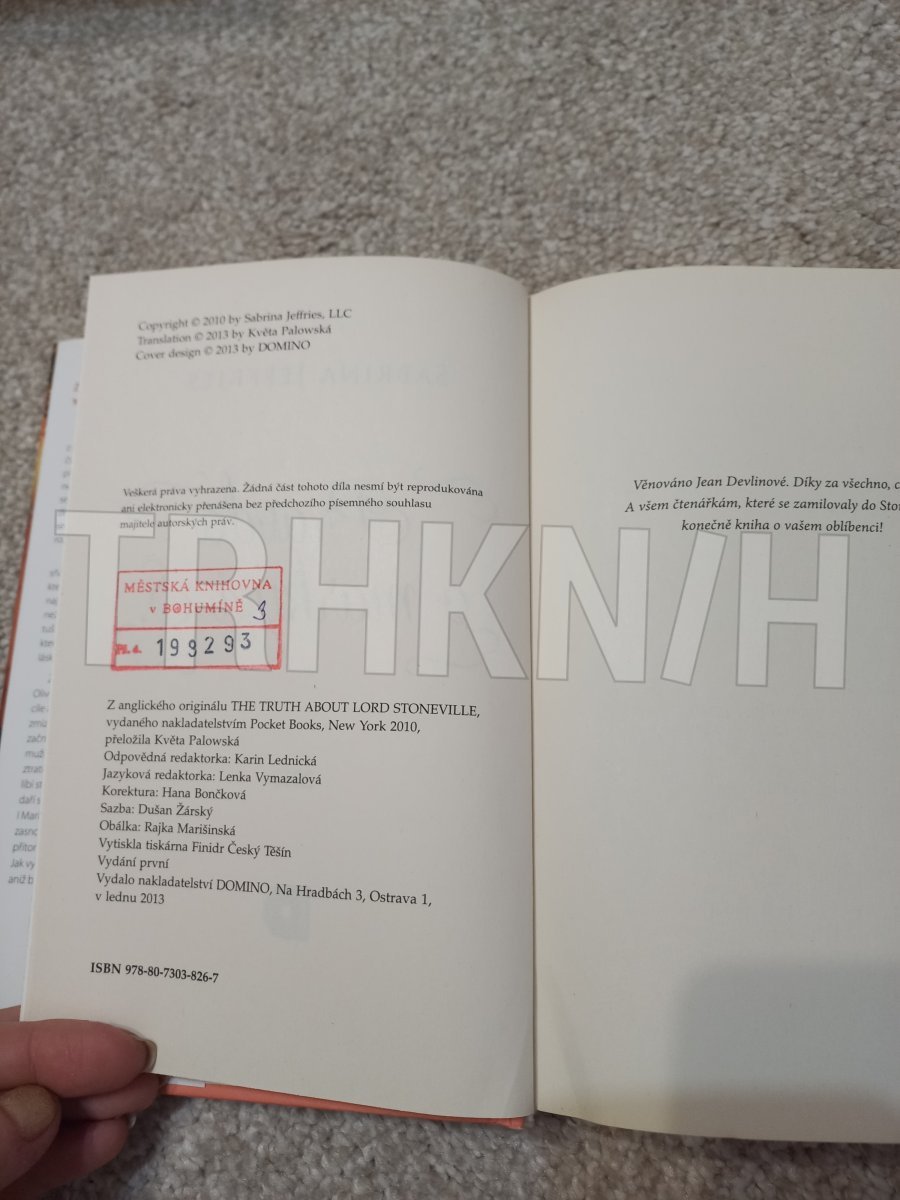 Copyright © 2010 by Sabrina Jeffries, LLC
Translation © 2013 by Květa Palowská
Cover design © 2013 by DOMINO
Veškerá práva vyhrazena. Žádná část tohoto díla nesmí být reprodukována
ani elektronicky přenášena bez předchozího písemného souhlasu
majitele autorských práv.
MĚSTSKÁ KNIHOVNA
v BOHUMÍNĚ 3
Př. č. 199293
Z anglického originálu THE TRUTH ABOUT LORD STONEVILLE,
vydaného nakladatelstvím Pocket Books, New York 2010,
přeložila Květa Palowská
Odpovědná redaktorka: Karin Lednická
Jazyková redaktorka: Lenka Vymazalová
Korektura: Hana Bončková
Sazba: Dušan Žárský
Obálka: Rajka Marišinská
Vytiskla tiskárna Finidr Český Těšín
Vydání první
Vydalo nakladatelství DOMINO, Na Hradbách 3, Ostrava 1,
v lednu 2013
ISBN 978-80-7303-826-7
Věnováno Jean Devlinové. Díky za všechno, c
A všem čtenářkám, které se zamilovaly do Sto
konečně kniha o vašem oblíbenci!
TRHKNIH